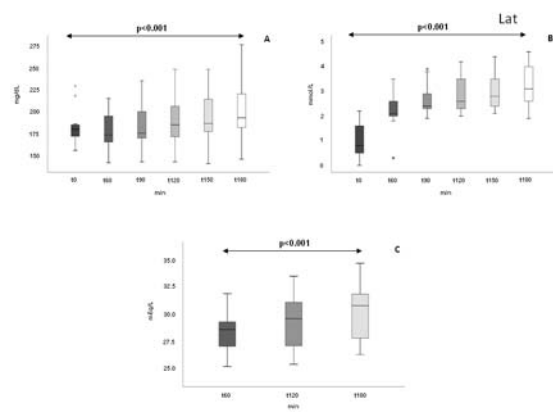 Lat
p<0.001
A
275
250
225
200
175
150
mg/dL
t0
t60
t90
t120
t150
t180
min
p<0.001
B
5
4
3
2
1
0
mmol/L
t0
t60
t90
t120
t150
t180
min
p<0.001
C
35.0
32.5
30.0
27.5
25.0
mEq/L
t60
t120
t180
min